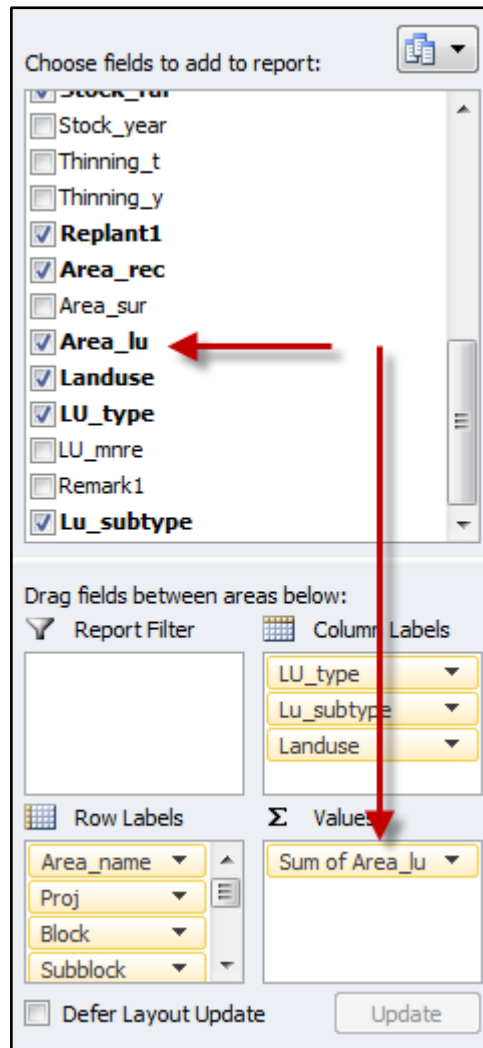 Choose fields to add to report:
Stock_year
Thinning_t
Thinning_y
Replant1
Area_rec
Area_sur
Area_lu
Landuse
LU_type
LU_mnre
Remark1
Lu_subtype
Drag fields between areas below:
Report Filter
Column Labels
LU_type
Lu_subtype
Landuse
Row Labels
Σ Values
Area_name
Proj
Block
Subblock
Sum of Area_lu
Defer Layout Update
Update